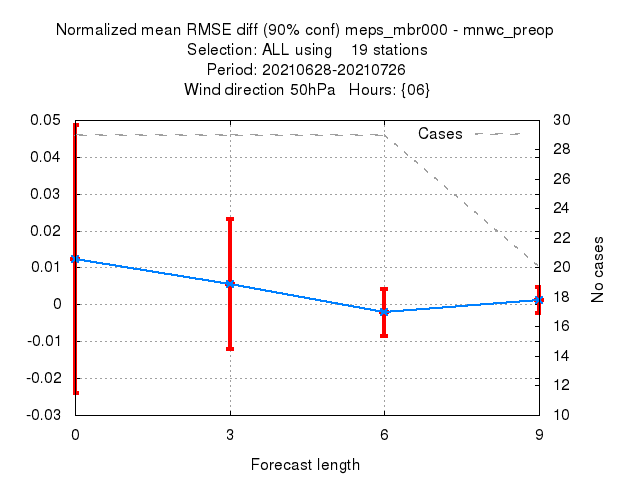 Normalized mean RMSE diff (90% conf) meps_mbr000 - mnwc_preop
Selection: ALL using    19 stations
Period: 20210628-20210726
Wind direction 50hPa   Hours: {06}
Cases
0.05
0.04
0.03
0.02
0.01
0
-0.01
-0.02
-0.03
30
28
26
24
22
20
18
16
14
12
10
No cases
0 3 6 9
Forecast length